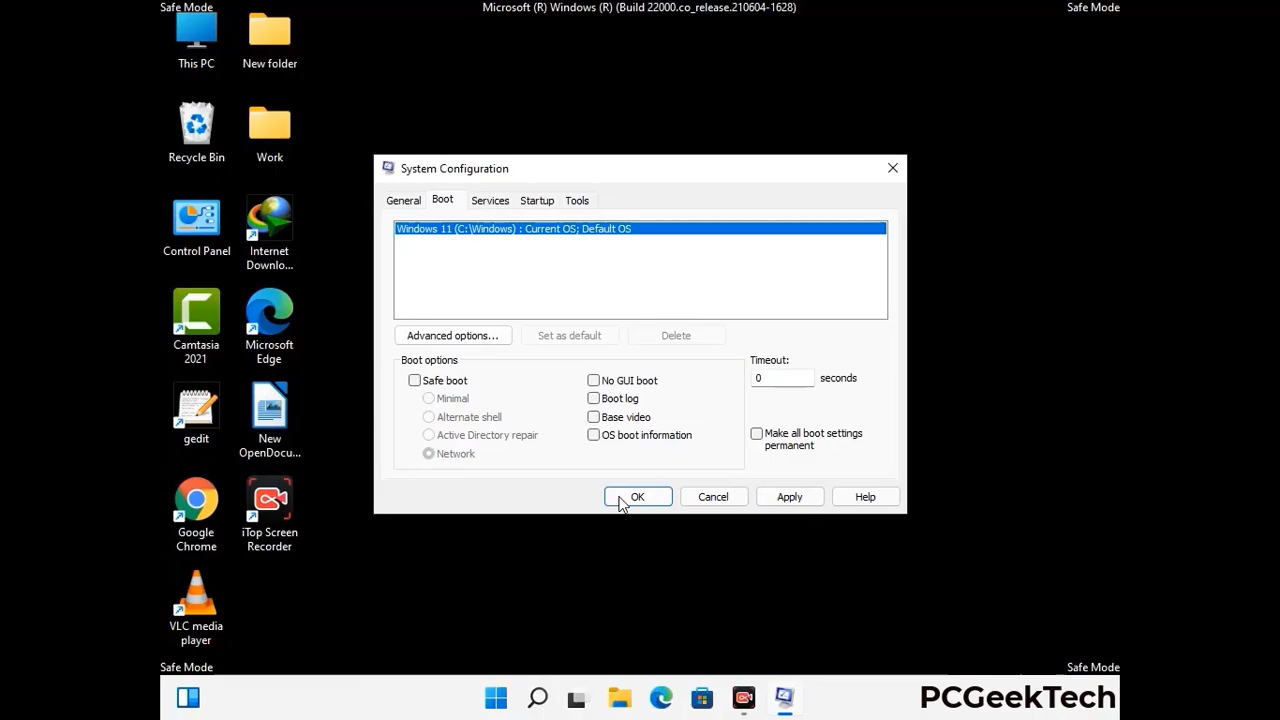 Safe Mode
Microsoft (R) Windows (R) (Build 22000.co_release.210604-1628)
Safe Mode
This PC
New folder
Recycle Bin
Work
Control Panel
Internet
Downlo...
Camtasia
2021
Microsoft
Edge
gedit
New
OpenDocu...
Google
Chrome
iTop Screen
Recorder
VLC media
player
System Configuration
General
Boot
Services
Startup
Tools
Windows 11 (C:\Windows) : Current OS; Default OS
Advanced options...
Set as default
Delete
Boot options
Safe boot
Minimal
Alternate shell
Active Directory repair
Network
No GUI boot
Boot log
Base video
OS boot information
Timeout:
0 seconds
Make all boot settings
permanent
OK
Cancel
Apply
Help
Safe Mode
Safe Mode
PCGeekTech